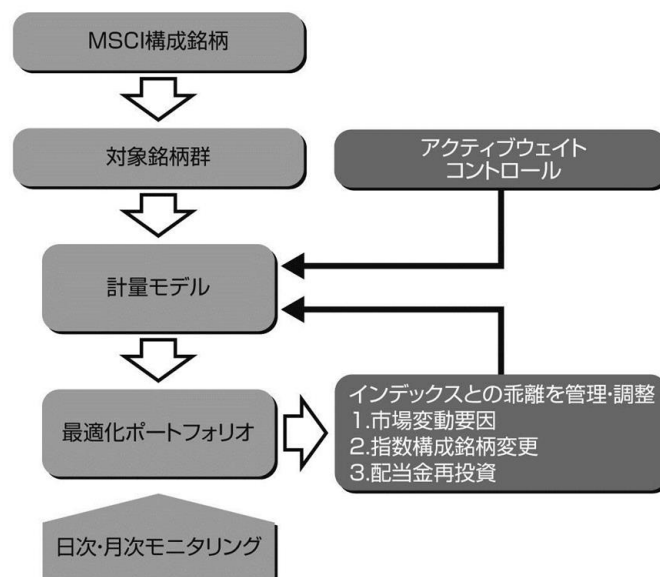 MSCI構成銘柄
対象銘柄群
アクティブウェイト
コントロール
計量モデル
最適化ポートフォリオ
インデックスとの乖離を管理・調整
1.市場変動要因
2.指数構成銘柄変更
3.配当金再投資
日次・月次モニタリング